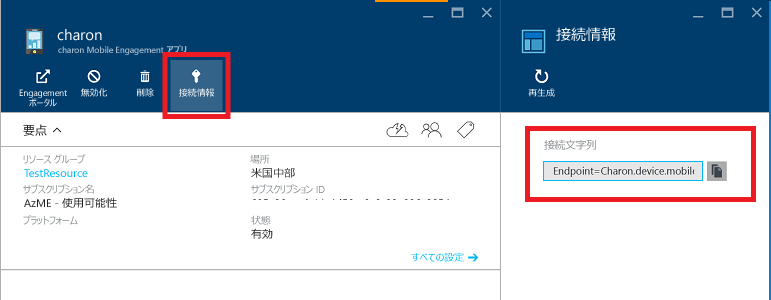 charon
charon Mobile Engagement アプリ
Engagement
ポータル
無効化
削除
接続情報
要点
リソース グループ
TestResource
サブスクリプション名
AzME - 使用可能性
プラットフォーム
場所
米国中部
サブスクリプション ID
状態
有効
すべての設定
接続情報
再生成
接続文字列
Endpoint=Charon.device.mobile